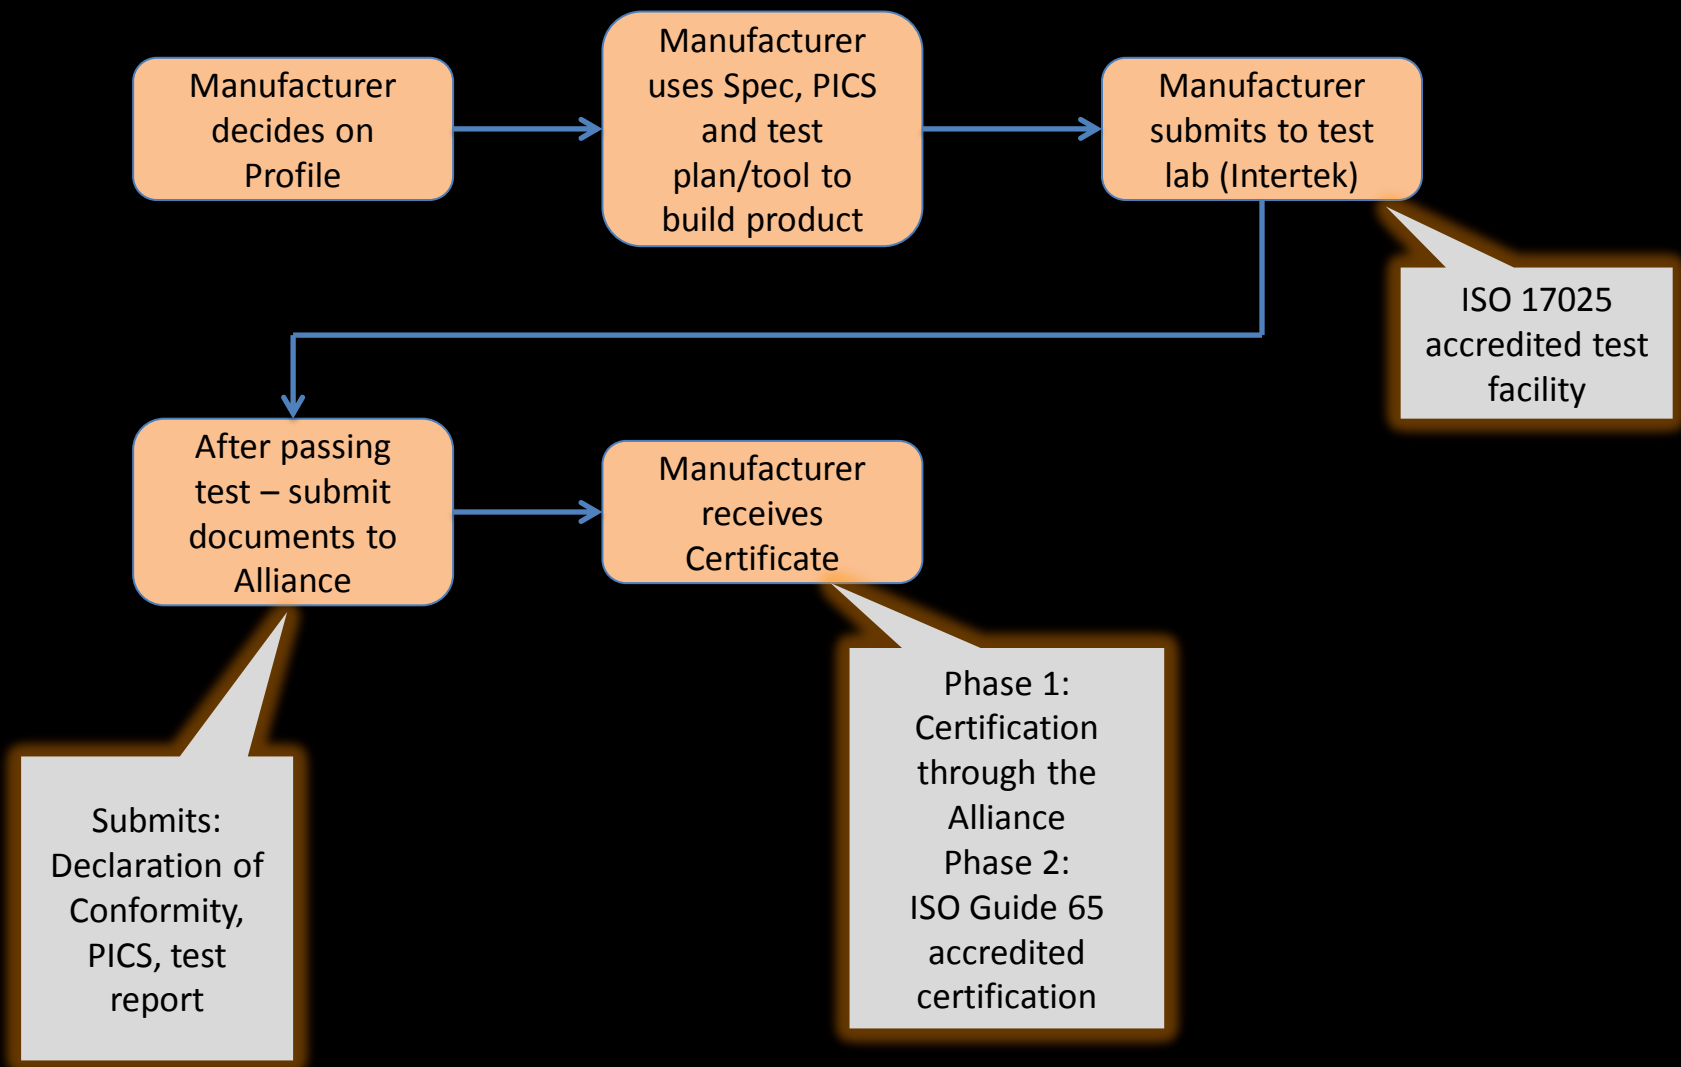 Manufacturer
decides on
Profile
Manufacturer
uses Spec, PICS
and test
plan/tool to
build product
Manufacturer
submits to test
lab (Intertek)
ISO 17025
accredited test
facility
After passing
test – submit
documents to
Alliance
Manufacturer
receives
Certificate
Submits:
Declaration of
Conformity,
PICS, test
report
Phase 1:
Certification
through the
Alliance
Phase 2:
ISO Guide 65
accredited
certification